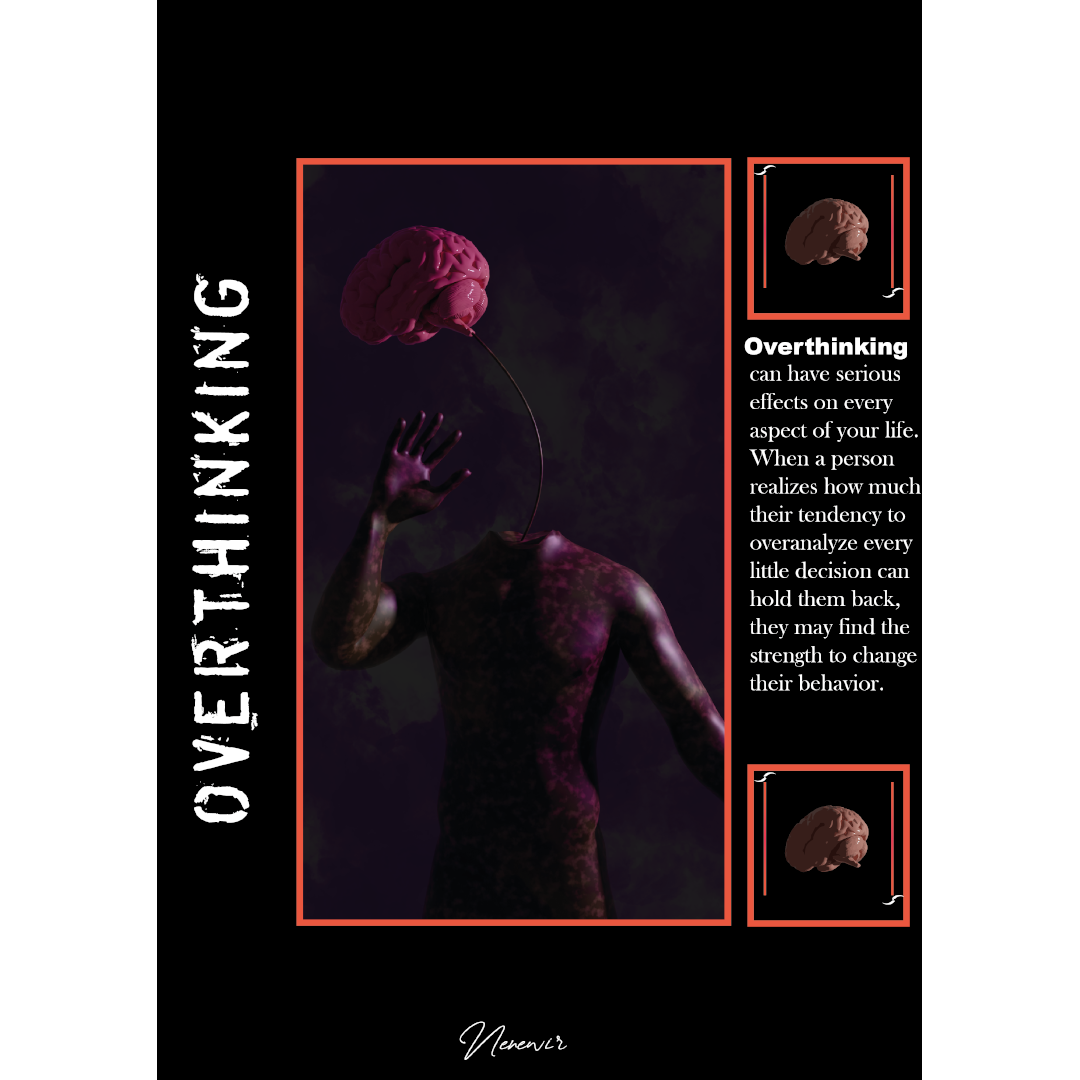 OVERTHINKING
Overthinking
can have serious
effects on every
aspect of your life.
When a person
realizes how much
their tendency to
overanalyze every
little decision can
hold them back,
they may find the
strength to change
their behavior.